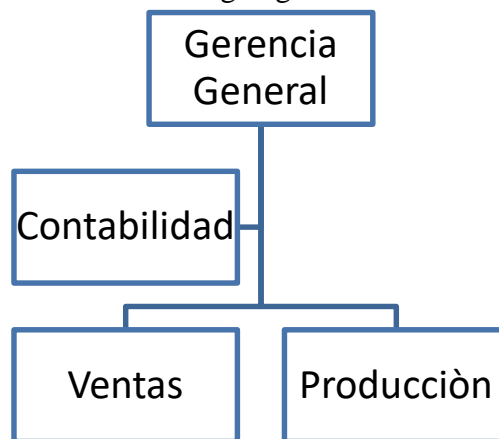 Gerencia
General
Contabilidad
Ventas
Producciòn